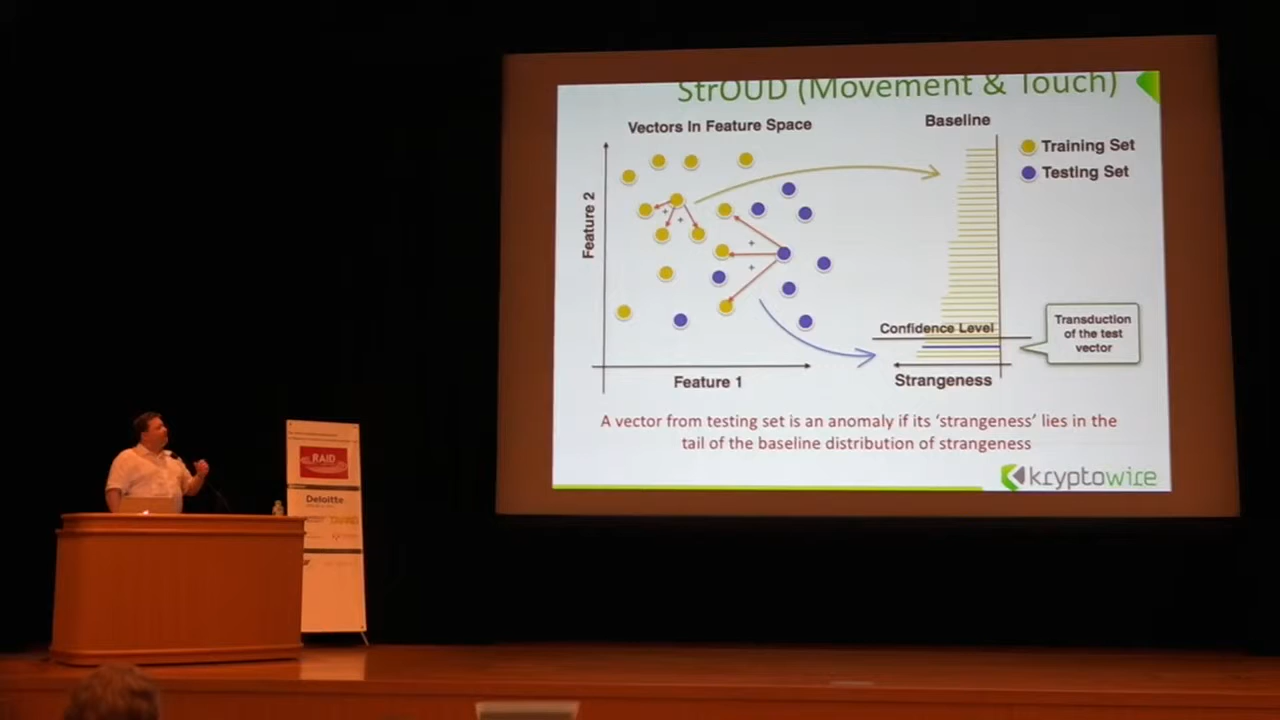 StrOUD (Movement & Touch)
Vectors In Feature Space
Baseline
Training Set
Testing Set
Feature 2
+
+
+
+
Confidence Level
Transduction
of the test
vector
Feature 1
Strangeness
A vector from testing set is an anomaly if its 'strangeness' lies in the
tail of the baseline distribution of strangeness
kryptowire
RAID
Deloitte